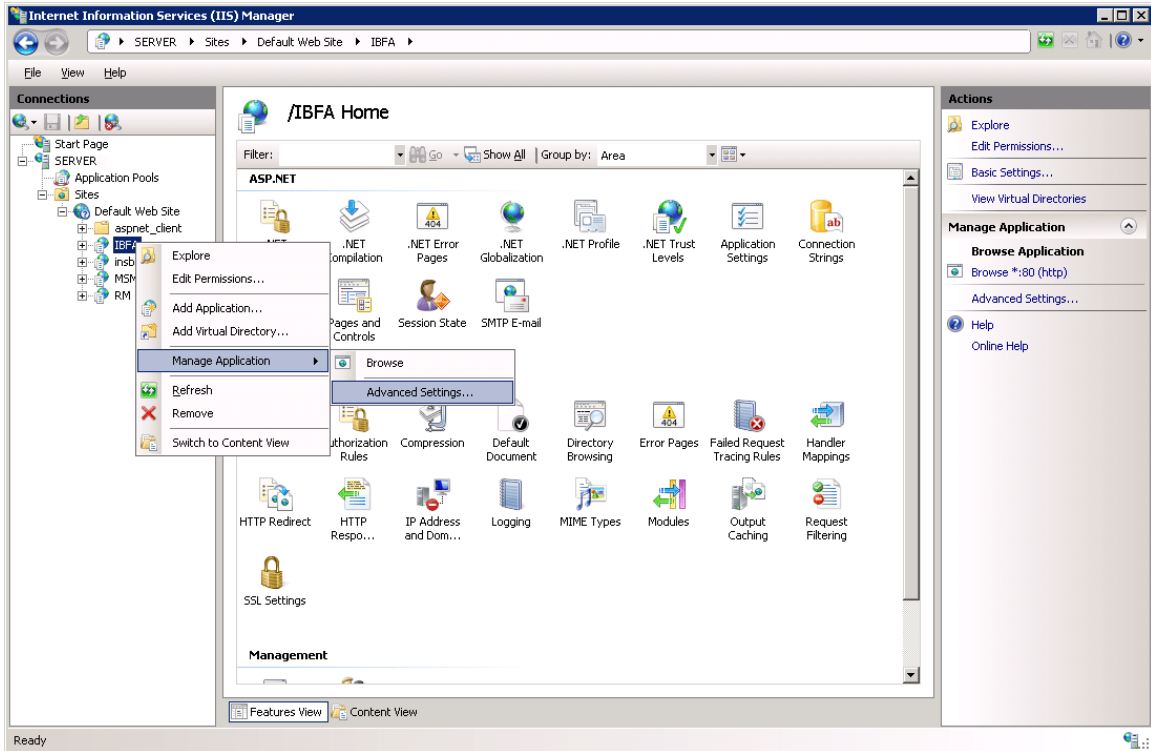 Internet Information Services (IIS) Manager
SERVER Sites Default Web Site IBFA
File View Help
Connections
Start Page
SERVER
Application Pools
Sites
Default Web Site
aspnet_client
IBFA
insb
MSM
RM
Explore
Edit Permissions...
Add Application...
Add Virtual Directory...
Manage Application
Refresh
Remove
Switch to Content View
Browse
Advanced Settings...
/IBFA Home
Filter: Go Show All Group by: Area
ASP.NET
.NET Error Pages
.NET Globalization
.NET Profile
.NET Trust Levels
Application Settings
Connection Strings
.NET
Compilation
Pages and Controls
Session State
SMTP E-mail
Authorization Rules
Compression
Default Document
Directory Browsing
Error Pages
Failed Request Tracing Rules
Handler Mappings
HTTP Redirect
HTTP Respo...
IP Address and Dom...
Logging
MIME Types
Modules
Output Caching
Request Filtering
SSL Settings
Management
Features View Content View
Actions
Explore
Edit Permissions...
Basic Settings...
View Virtual Directories
Manage Application
Browse Application
Browse *:80 (http)
Advanced Settings...
Help
Online Help
Ready